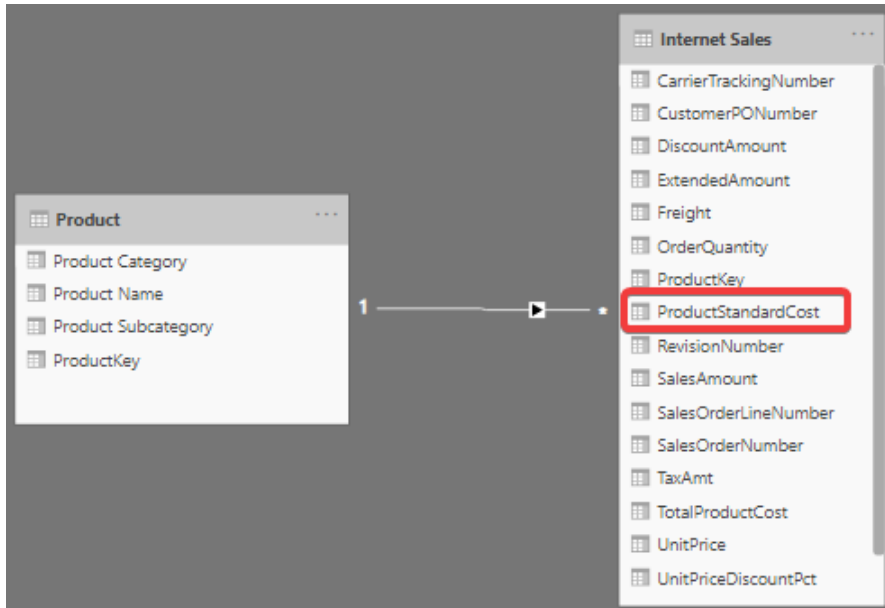 Product
Product Category
Product Name
Product Subcategory
ProductKey
1
*
Internet Sales
CarrierTrackingNumber
CustomerPONumber
DiscountAmount
ExtendedAmount
Freight
OrderQuantity
ProductKey
ProductStandardCost
RevisionNumber
SalesAmount
SalesOrderLineNumber
SalesOrderNumber
TaxAmt
TotalProductCost
UnitPrice
UnitPriceDiscountPct